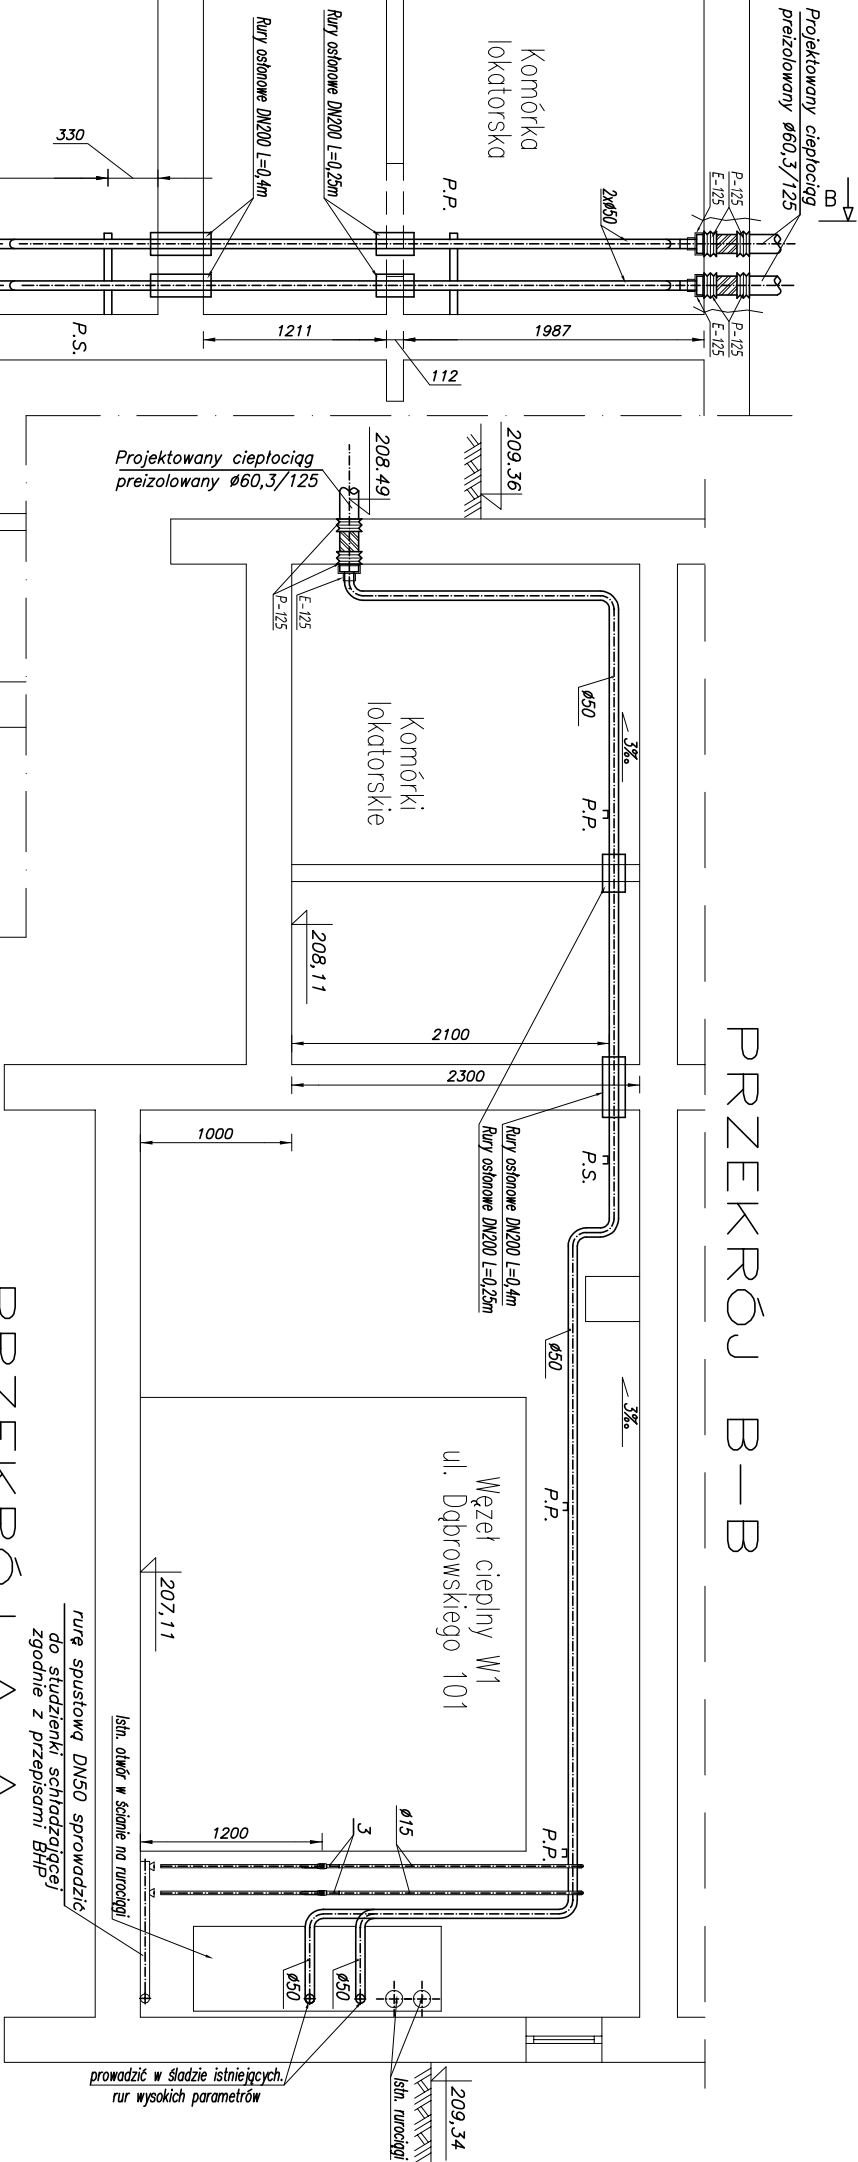 PRZEKRÓJ B—B
B
Projektowany ciepłociąg
preizolowany ø60,3/125
P-125
E-125
P-125
E-125
2xø50
Komórka
lokatorska
P.P.
Rury osłonowe DN200 L=0,25m
Rury osłonowe DN200 L=0,4m
330
1987
112
1211
P.S.
209.36
208.49
Projektowany ciepłociąg
preizolowany ø60,3/125
E-125
P-125
ø50
3‰
P.P.
Komórki
lokatorskie
208,11
2100
2300
1000
Rury osłonowe DN200 L=0,4m
Rury osłonowe DN200 L=0,25m
P.S.
ø50
3‰
P.P.
Węzeł cieplny W1
ul. Dąbrowskiego 101
207,11
P.P.
ø15
3
1200
ø50
ø50
Istn. otwór w ścianie na rurociągi
rurę spustową DN50 sprowadzić
do studzienki schładzającej
zgodnie z przepisami BHP
prowadzić w śladzie istniejących
rur wysokich parametrów
Istn. rurociągi
209,34
PRZEKRÓJ A—A